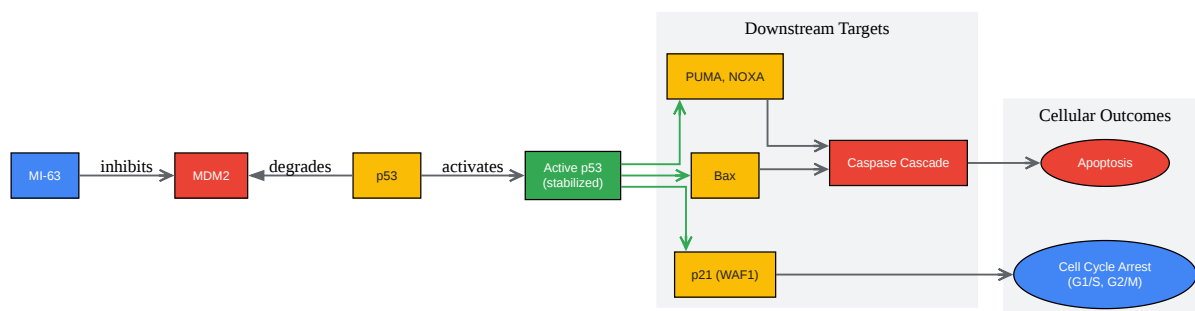 Downstream Targets
PUMA, NOXA
Cellular Outcomes
MI-63
inhibits
MDM2
degrades
p53
activates
Active p53
(stabilized)
Bax
Caspase Cascade
Apoptosis
p21 (WAF1)
Cell Cycle Arrest
(G1/S, G2/M)